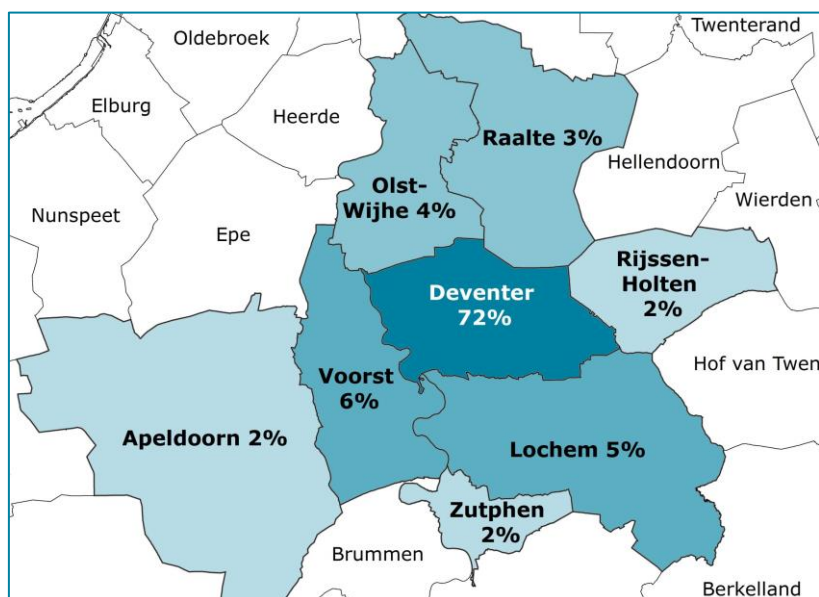 Twenterand
Oldebroek
Elburg
Heerde
Raalte 3%
Hellendoorn
Olst-
Wijhe 4%
Wierden
Nunspeet
Epe
Rijssen-
Holten
2%
Deventer
72%
Hof van Twen
Voorst
6%
Apeldoorn 2%
Lochem 5%
Zutphen
2%
Brummen
Berkelland